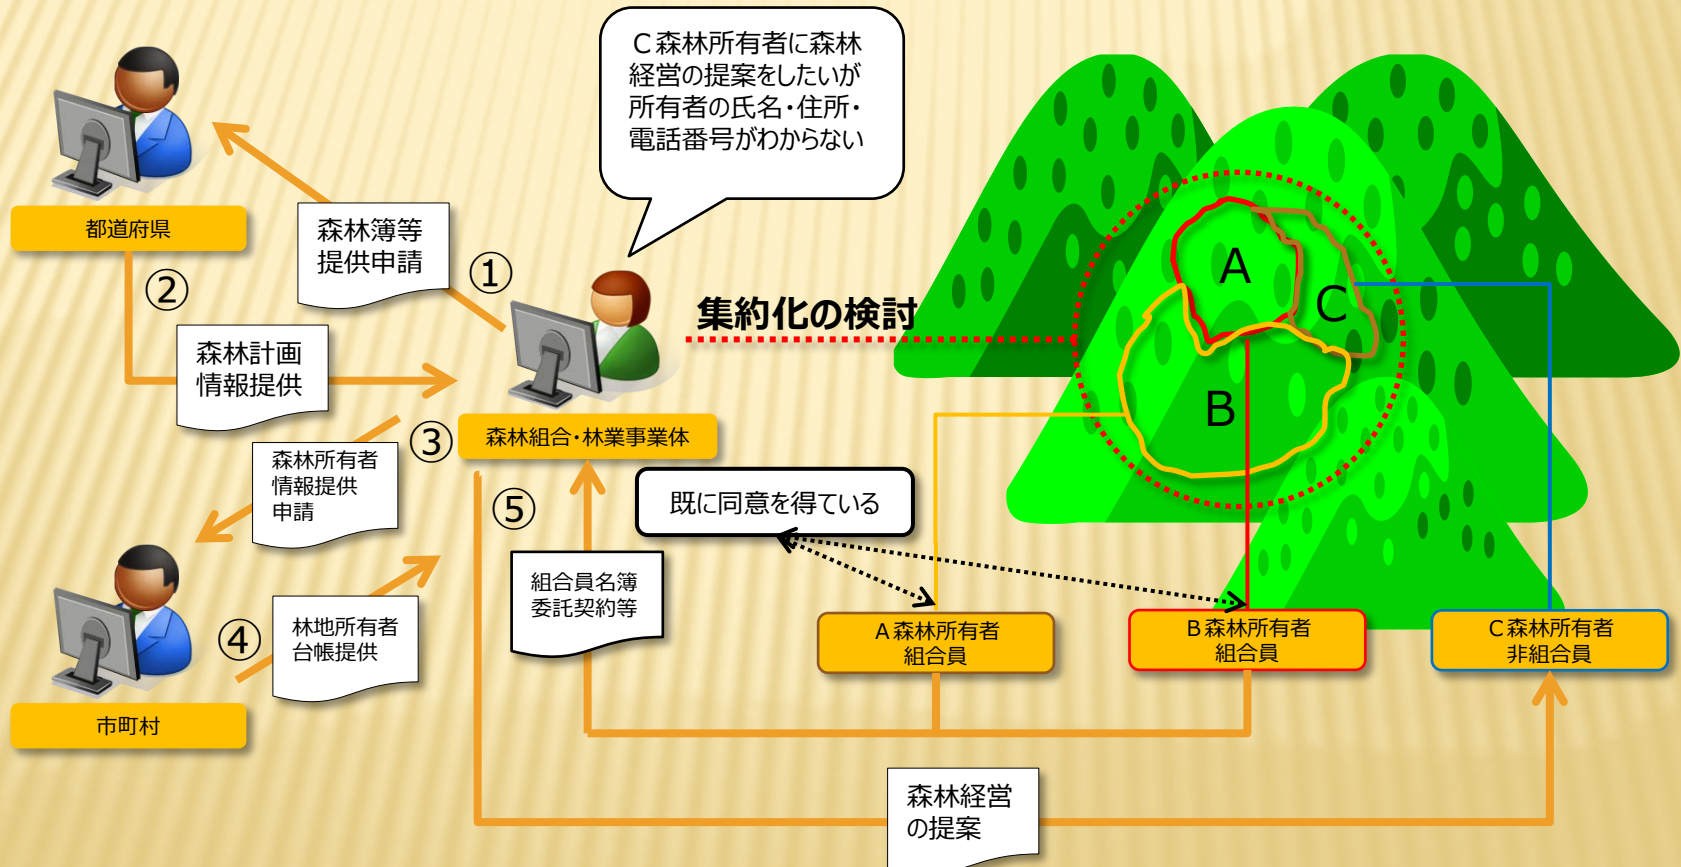 C森林所有者に森林
経営の提案をしたいが
所有者の氏名・住所・
電話番号がわからない
都道府県
森林簿等
提供申請
①
②
森林計画
情報提供
集約化の検討
A
C
B
③
森林組合・林業事業体
森林所有者
情報提供
申請
⑤
既に同意を得ている
組合員名簿
委託契約等
④
林地所有者
台帳提供
A森林所有者
組合員
B森林所有者
組合員
C森林所有者
非組合員
市町村
森林経営
の提案